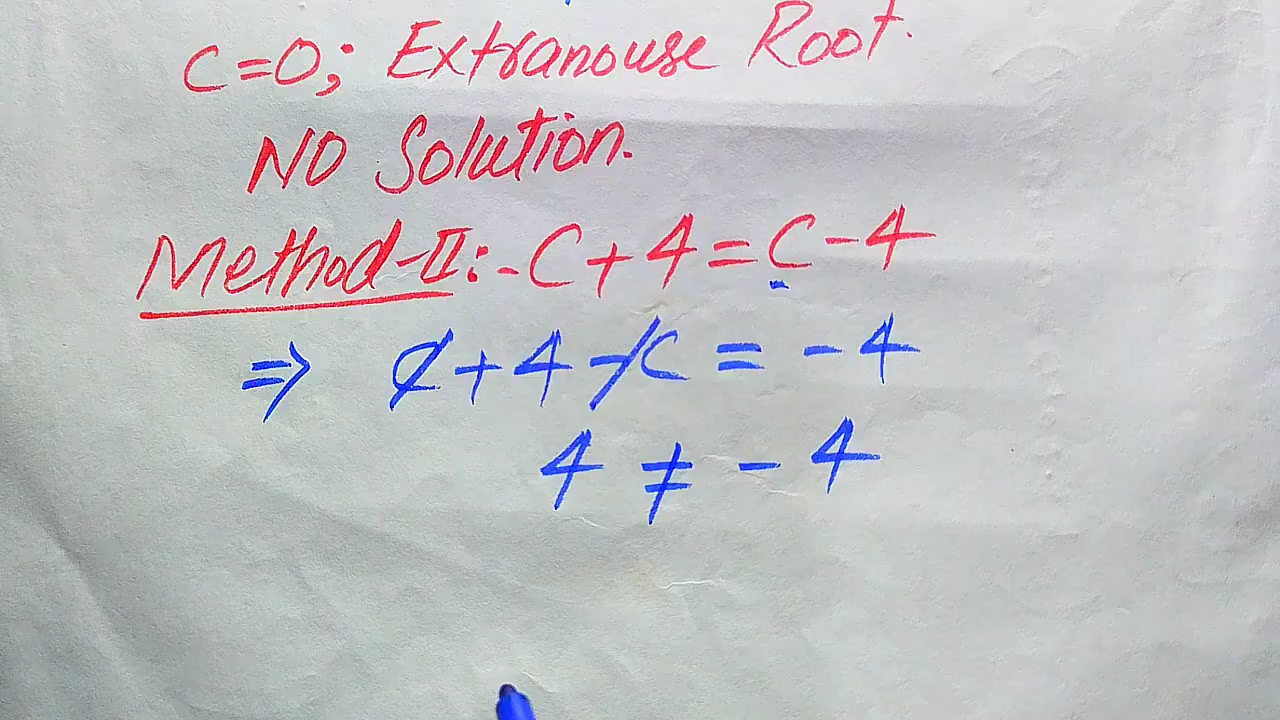 C=0; Extranouse Root.
NO Solution.
Method-II:- C+4=C-4
⇒ C+4-C=-4
4≠-4